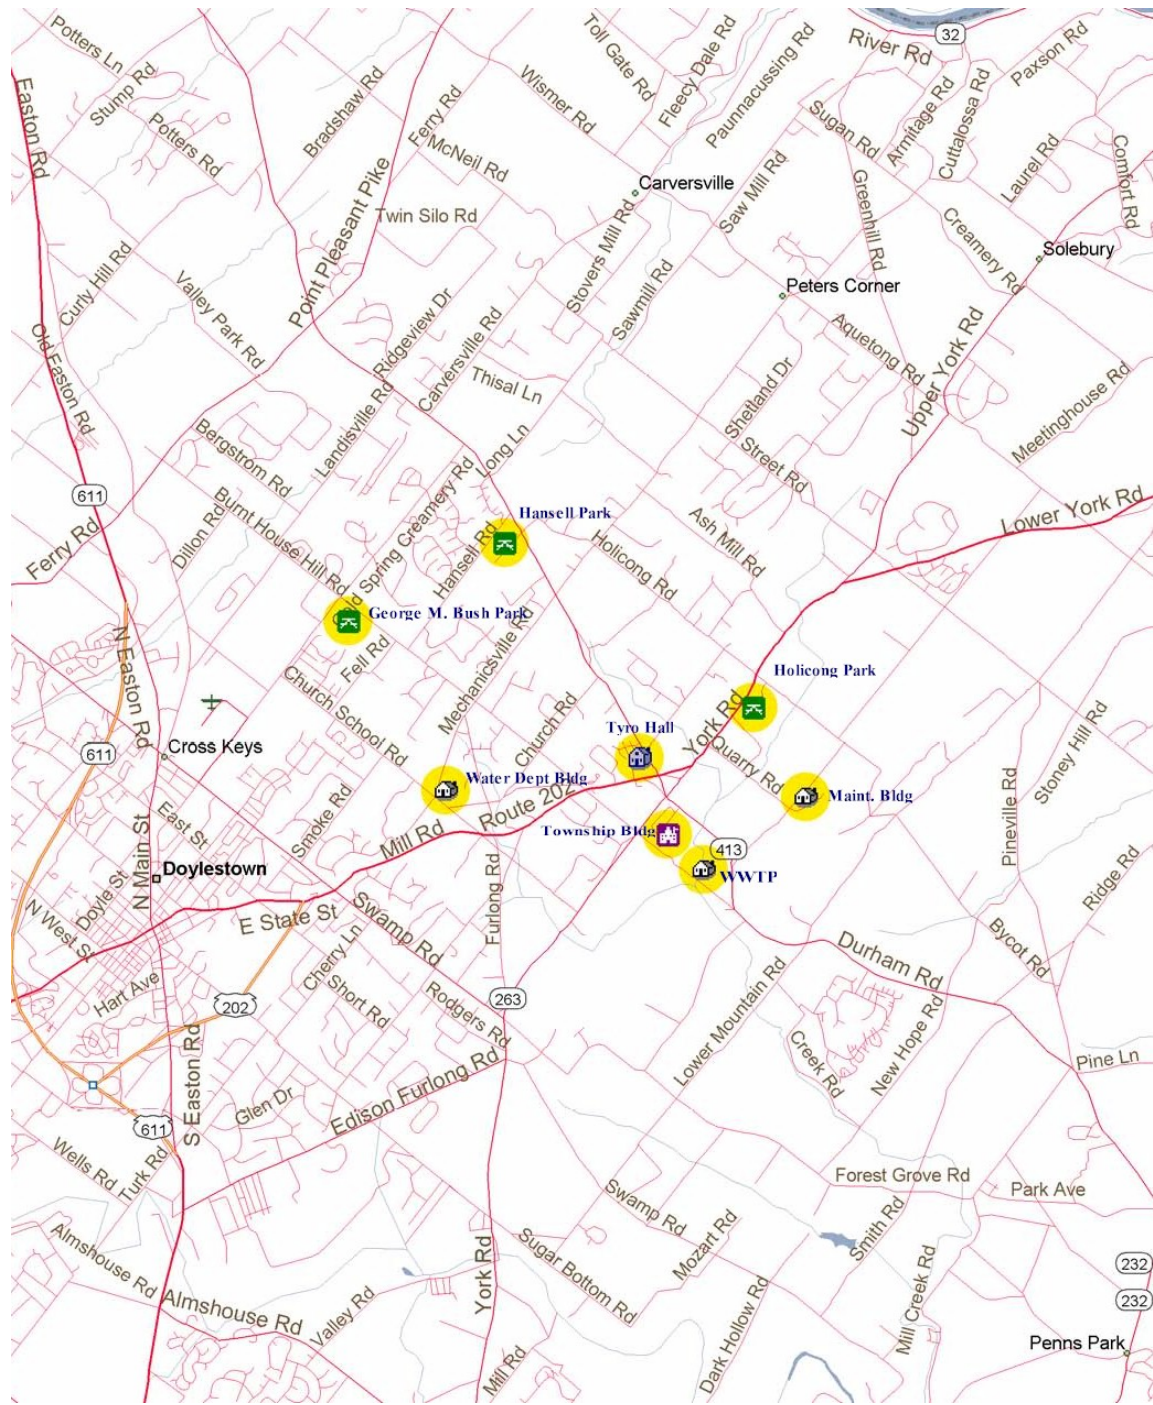 Potters Ln
Stump Rd
Potters Rd
Easton Rd
Bradshaw Rd
Ferry Rd
McNeil Rd
Wismer Rd
Toll Gate Rd
Fleecy Dale Rd
Paunnacussing Rd
River Rd
32
Paxson Rd
Sugan Rd
Armitage Rd
Cuttalossa Rd
Laurel Rd
Comfort Rd
Carversville
Saw Mill Rd
Greenhill Rd
Creamery Rd
Solebury
Twin Silo Rd
Point Pleasant Pike
Stovers Mill Rd
Sawmill Rd
Peters Corner
Curly Hill Rd
Valley Park Rd
Old Easton Rd
Ridgeview Dr
Carversville Rd
Thisal Ln
Aquetong Rd
Upper York Rd
Shetland Dr
Meetinghouse Rd
Landisville Rd
Bergstrom Rd
Long Ln
Street Rd
611
Lower York Rd
Ferry Rd
Dillon Rd
Burnt House Hill Rd
Old Spring Creamery Rd
Hansell Rd
Hansell Park
Holicong Rd
Ash Mill Rd
George M. Bush Park
Fell Rd
Mechanicsville Rd
N Easton Rd
Church School Rd
Church Rd
Holicong Park
Tyro Hall
York Rd
Quarry Rd
Stoney Hill Rd
611
Cross Keys
Water Dept Bldg
Route 202
Maint. Bldg
Pineville Rd
East St
Smoke Rd
Mill Rd
Township Bldg
413
WWTP
N Main St
Doylestown
Doyle St
N West St
E State St
Swamp Rd
Furlong Rd
Ridge Rd
Bycot Rd
Durham Rd
Hart Ave
Cherry Ln
Short Rd
202
Rodgers Rd
263
Lower Mountain Rd
Creek Rd
New Hope Rd
Pine Ln
S Easton Rd
Glen Dr
Edison Furlong Rd
611
Wells Rd
Turk Rd
Forest Grove Rd
Park Ave
Swamp Rd
Mozart Rd
Smith Rd
Almshouse Rd
Almshouse Rd
Valley Rd
York Rd
Sugar Bottom Rd
Dark Hollow Rd
Mill Creek Rd
Mill Rd
232
232
Penns Park